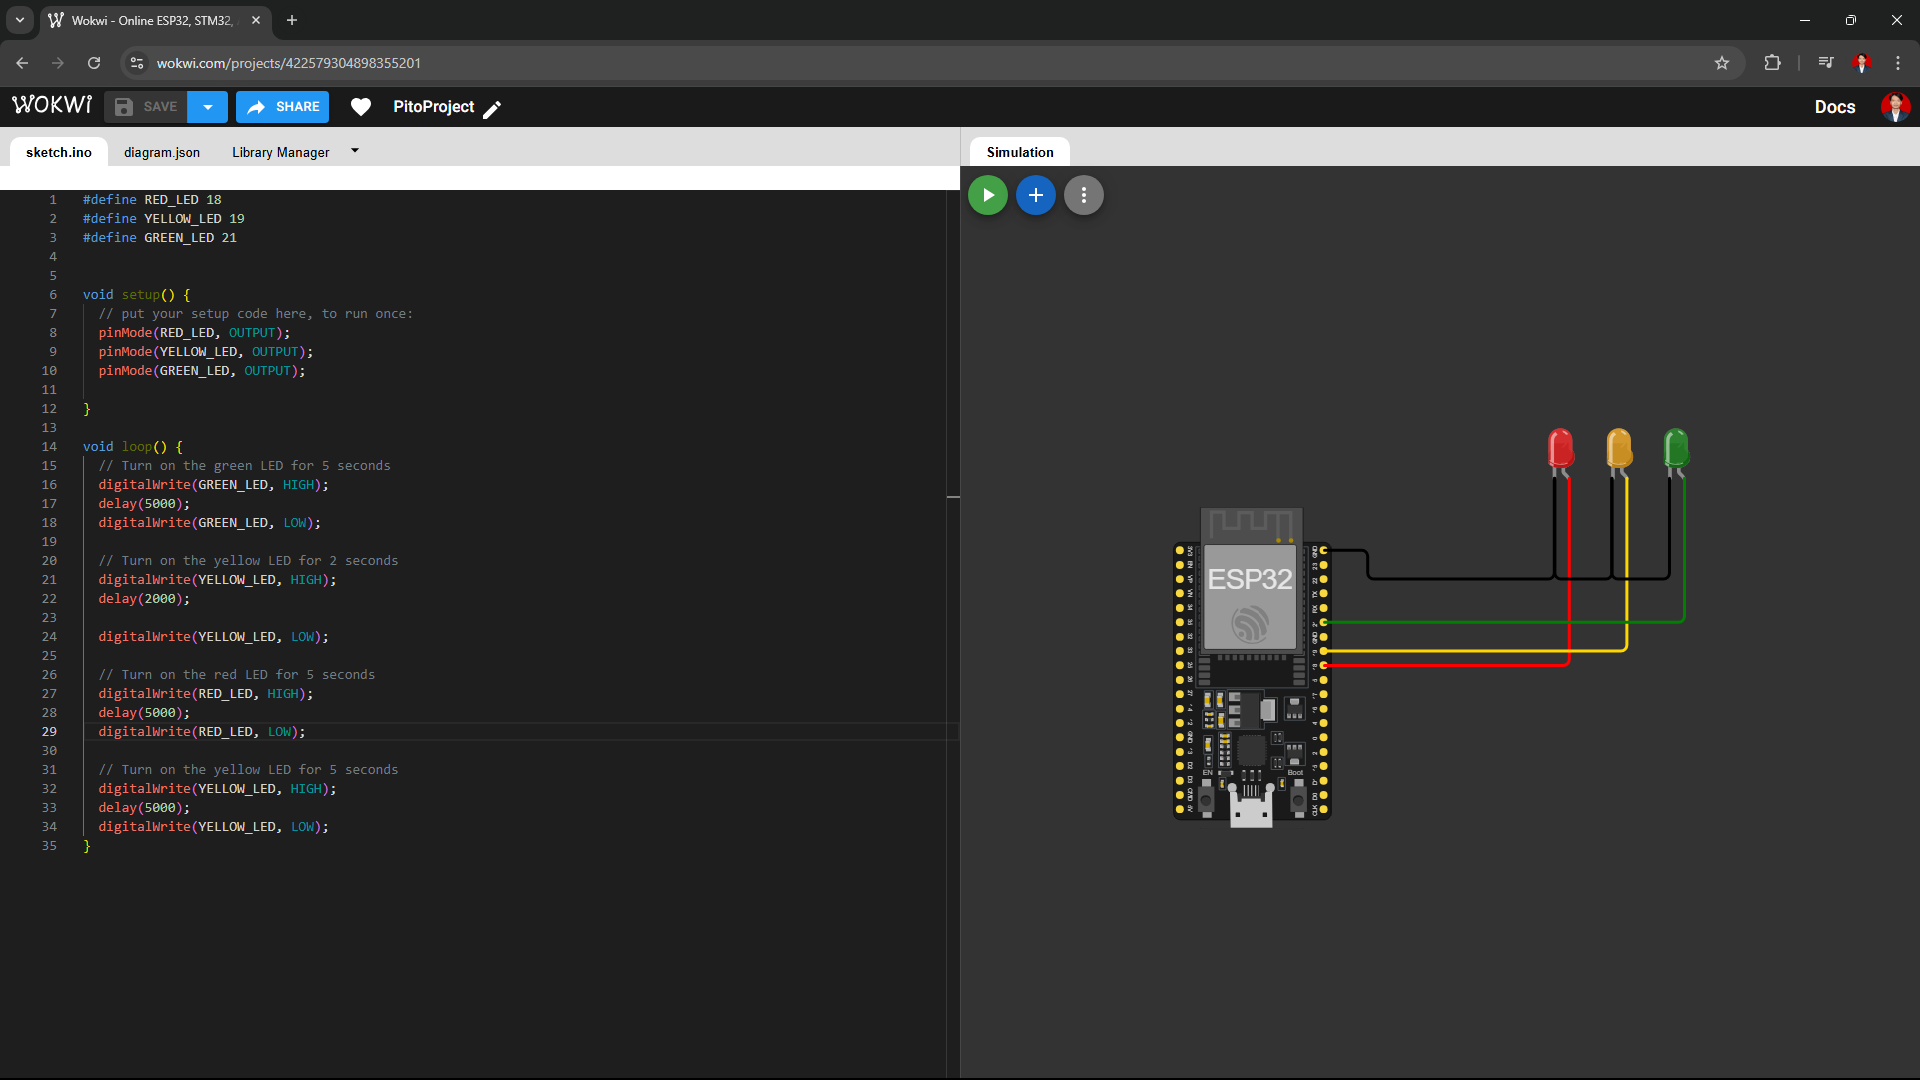 Wokwi - Online ESP32, STM32,
wokwi.com/projects/422579304898355201
WOKWI
SAVE
SHARE
PitoProject
Docs
sketch.ino
diagram.json
Library Manager
Simulation
1 #define RED_LED 18
2 #define YELLOW_LED 19
3 #define GREEN_LED 21
4
5
6 void setup() {
7 // put your setup code here, to run once:
8 pinMode(RED_LED, OUTPUT);
9 pinMode(YELLOW_LED, OUTPUT);
10 pinMode(GREEN_LED, OUTPUT);
11
12 }
13
14 void loop() {
15 // Turn on the green LED for 5 seconds
16 digitalWrite(GREEN_LED, HIGH);
17 delay(5000);
18 digitalWrite(GREEN_LED, LOW);
19
20 // Turn on the yellow LED for 2 seconds
21 digitalWrite(YELLOW_LED, HIGH);
22 delay(2000);
23
24 digitalWrite(YELLOW_LED, LOW);
25
26 // Turn on the red LED for 5 seconds
27 digitalWrite(RED_LED, HIGH);
28 delay(5000);
29 digitalWrite(RED_LED, LOW);
30
31 // Turn on the yellow LED for 5 seconds
32 digitalWrite(YELLOW_LED, HIGH);
33 delay(5000);
34 digitalWrite(YELLOW_LED, LOW);
35 }
ESP32
EN
Boot